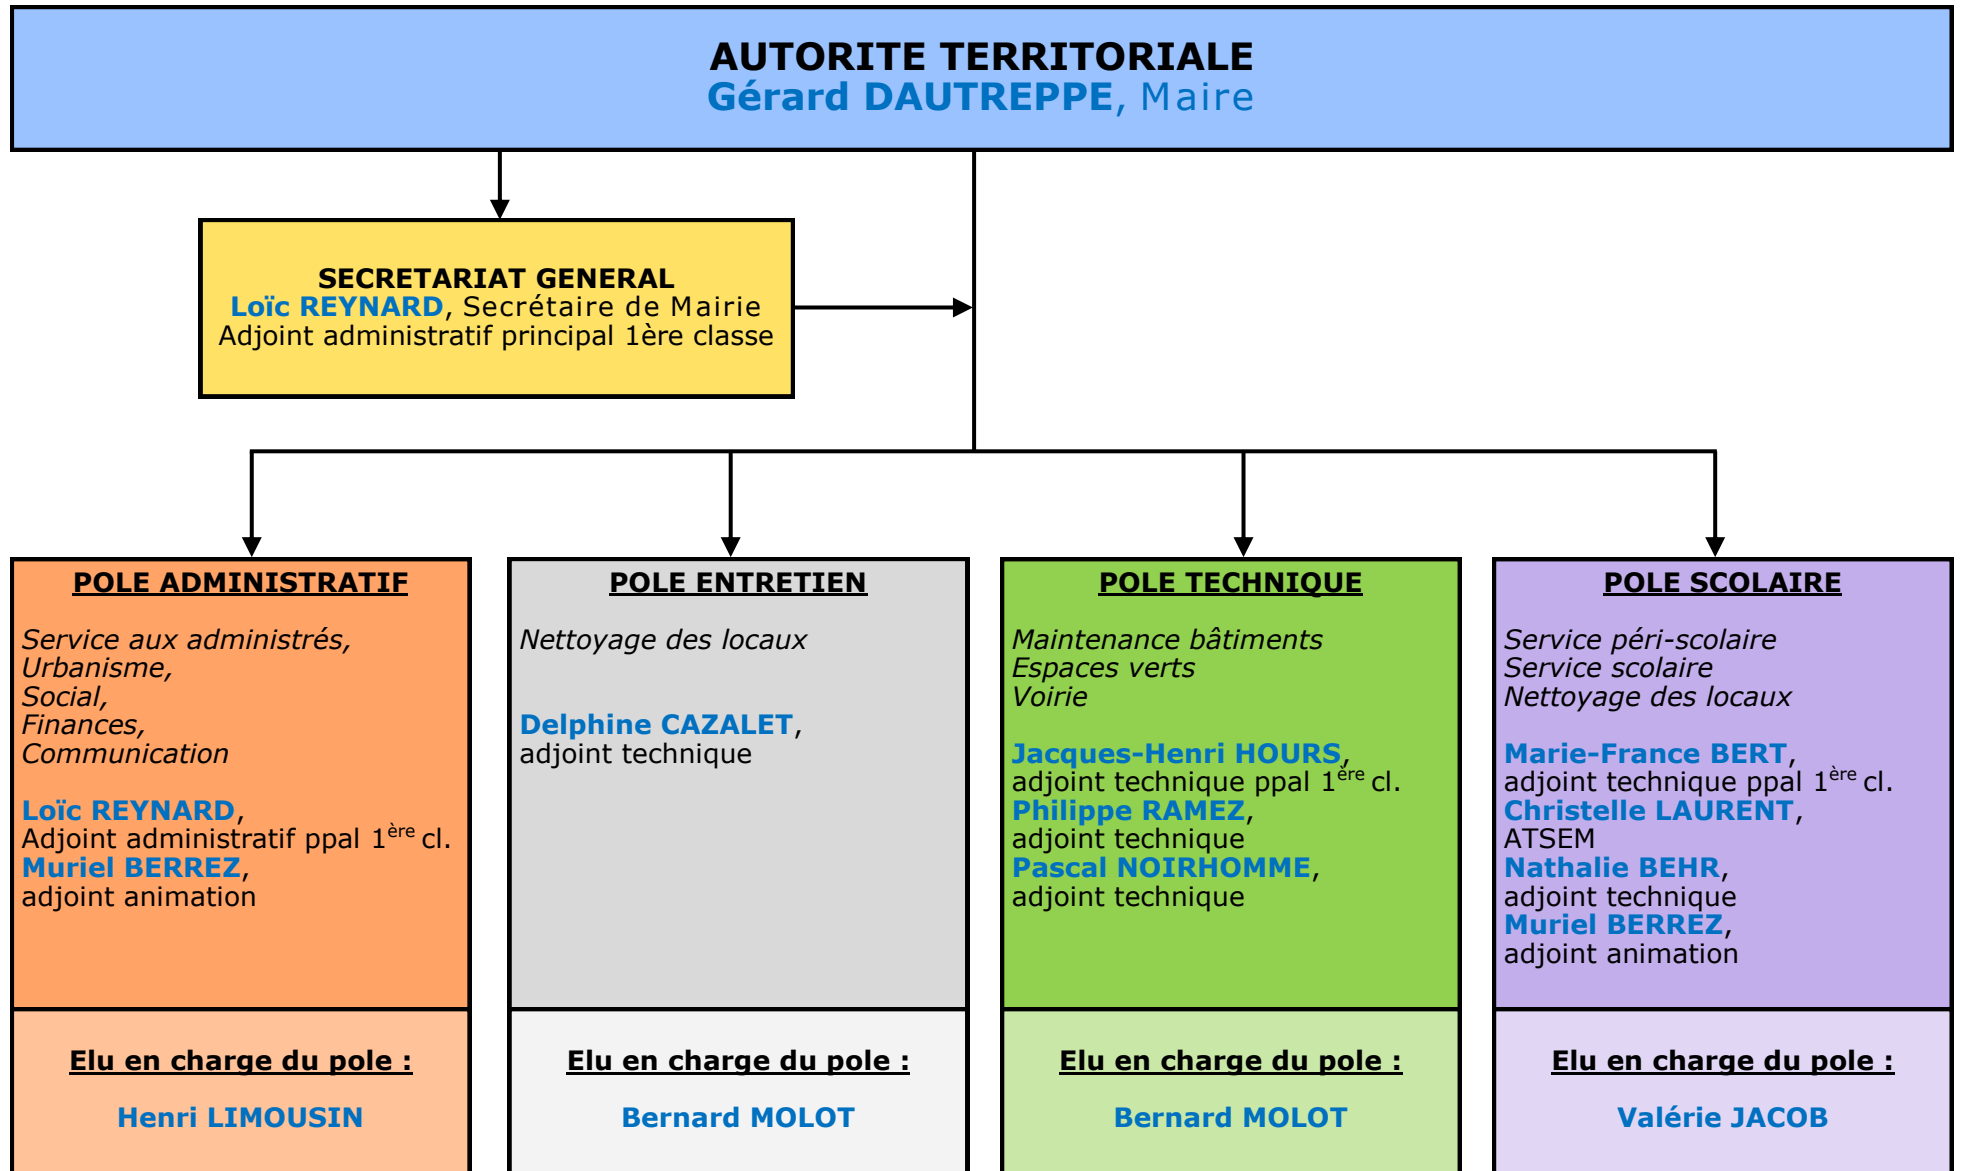 AUTORITE TERRITORIALE
Gérard DAUTREPPE, Maire
SECRETARIAT GENERAL
Loïc REYNARD, Secrétaire de Mairie
Adjoint administratif principal 1ère classe
POLE ADMINISTRATIF
Service aux administrés,
Urbanisme,
Social,
Finances,
Communication
Loïc REYNARD,
Adjoint administratif ppal 1ère cl.
Muriel BERREZ,
adjoint animation
Elu en charge du pole :
Henri LIMOUSIN
POLE ENTRETIEN
Nettoyage des locaux
Delphine CAZALET,
adjoint technique
Elu en charge du pole :
Bernard MOLOT
POLE TECHNIQUE
Maintenance bâtiments
Espaces verts
Voirie
Jacques-Henri HOURS,
adjoint technique ppal 1ère cl.
Philippe RAMEZ,
adjoint technique
Pascal NOIRHOMME,
adjoint technique
Elu en charge du pole :
Bernard MOLOT
POLE SCOLAIRE
Service péri-scolaire
Service scolaire
Nettoyage des locaux
Marie-France BERT,
adjoint technique ppal 1ère cl.
Christelle LAURENT,
ATSEM
Nathalie BEHR,
adjoint technique
Muriel BERREZ,
adjoint animation
Elu en charge du pole :
Valérie JACOB